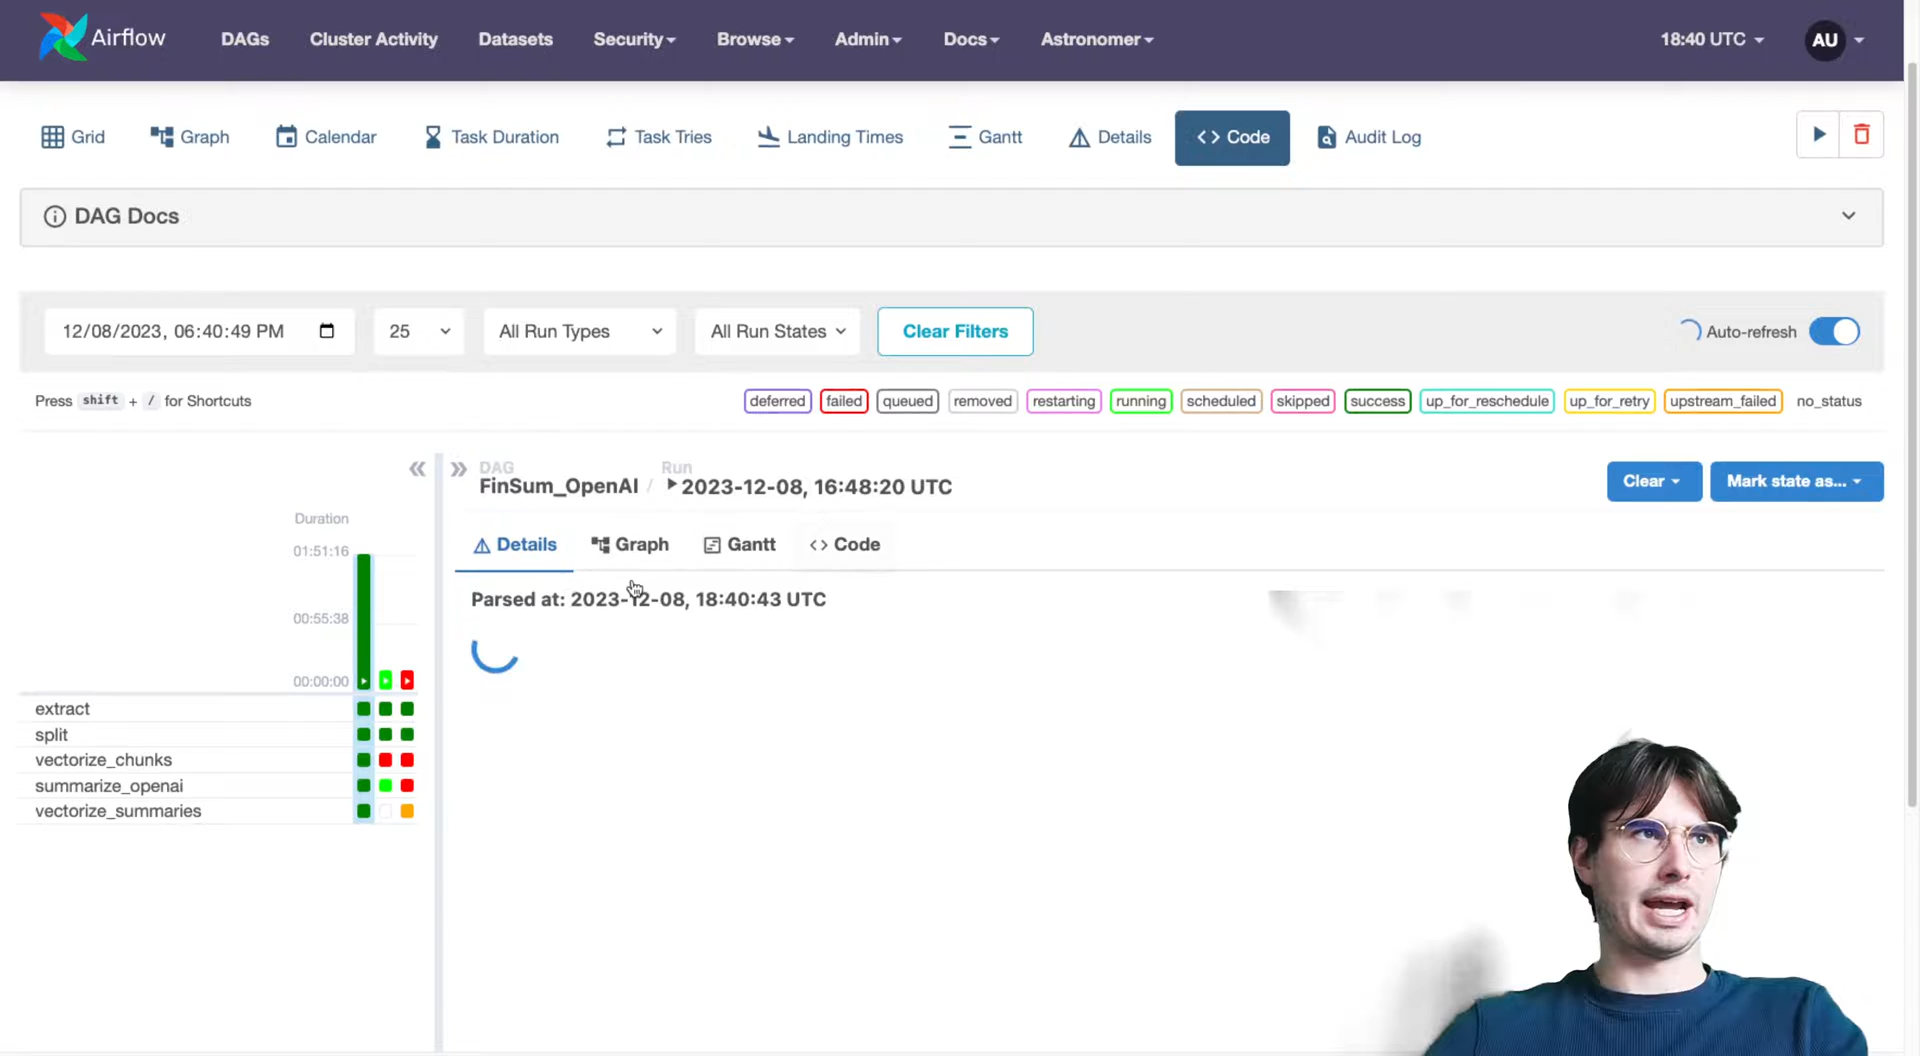 Airflow DAGs Cluster Activity Datasets Security Browse Admin Docs Astronomer 18:40 UTC AU
Grid Graph Calendar Task Duration Task Tries Landing Times Gantt Details <> Code Audit Log
DAG Docs
12/08/2023, 06:40:49 PM 25 All Run Types All Run States Clear Filters Auto-refresh
Press shift + / for Shortcuts deferred failed queued removed restarting running scheduled skipped success up_for_reschedule up_for_retry upstream_failed no_status
DAG Run
FinSum_OpenAI / 2023-12-08, 16:48:20 UTC Clear Mark state as...
Duration
Details Graph Gantt <> Code
01:51:16
Parsed at: 2023-12-08, 18:40:43 UTC
00:55:38
00:00:00
extract
split
vectorize_chunks
summarize_openai
vectorize_summaries